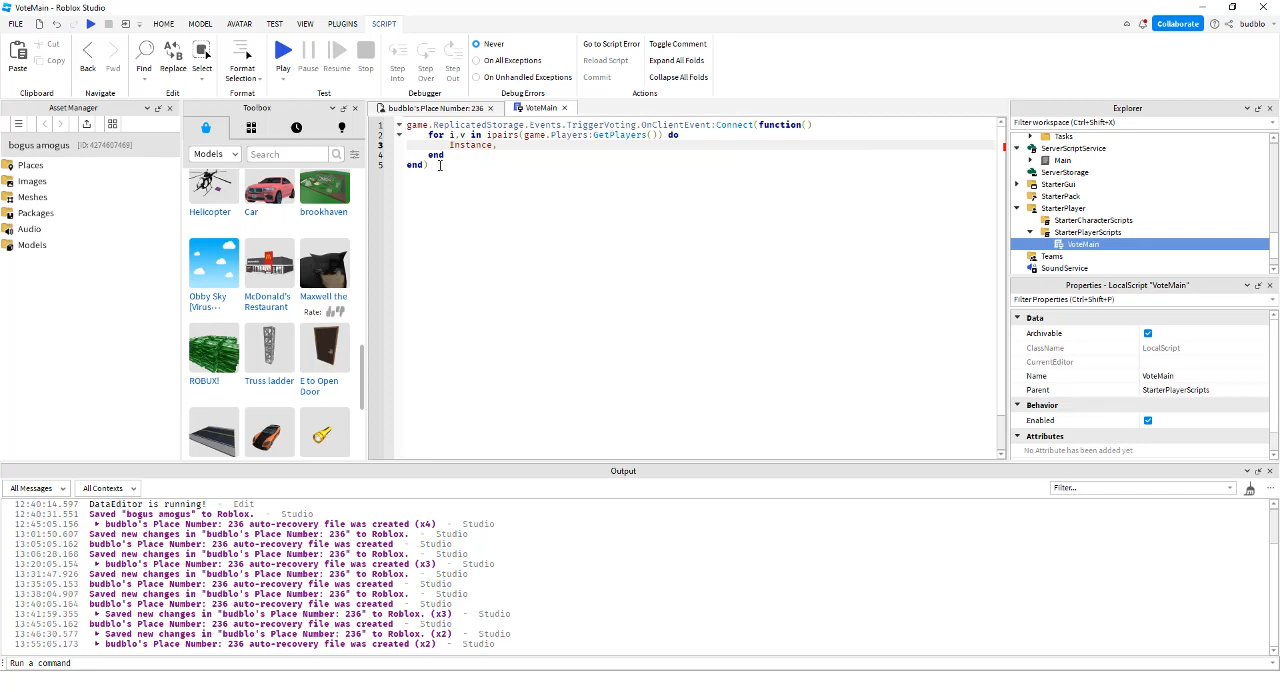 VoteMain - Roblox Studio
FILE HOME MODEL AVATAR TEST VIEW PLUGINS SCRIPT Collaborate budblo
Paste Cut Copy Back Fwd Find Replace Select Format Selection Play Pause Resume Stop Step Into Step Over Step Out
Never On All Exceptions On Unhandled Exceptions
Go to Script Error Reload Script Commit
Toggle Comment Expand All Folds Collapse All Folds
Clipboard Navigate Edit Format Test Debugger Debug Errors Actions
Asset Manager
bogus amogus [ID: 4274607469]
Places
Images
Meshes
Packages
Audio
Models
Toolbox
Models Search
Helicopter Car brookhaven
Obby Sky [Virus··· McDonald's Restaurant Maxwell the
Rate:
ROBUX! Truss ladder E to Open Door
budblo's Place Number: 236 × VoteMain ×
1 game.ReplicatedStorage.Events.TriggerVoting.OnClientEvent:Connect(function()
2 for i,v in ipairs(game.Players:GetPlayers()) do
3 Instance,
4 end
5 end)
Explorer
Filter workspace (Ctrl+Shift+X)
Tasks
ServerScriptService
Main
ServerStorage
StarterGui
StarterPack
StarterPlayer
StarterCharacterScripts
StarterPlayerScripts
VoteMain
Teams
SoundService
Properties - LocalScript "VoteMain"
Filter Properties (Ctrl+Shift+P)
Data
Archivable
ClassName LocalScript
CurrentEditor
Name VoteMain
Parent StarterPlayerScripts
Behavior
Enabled
Attributes
No Attribute has been added yet
Output
All Messages All Contexts Filter...
12:40:14.597 DataEditor is running! - Edit
12:40:31.551 Saved "bogus amogus" to Roblox. - Studio
12:45:05.156 budblo's Place Number: 236 auto-recovery file was created (x4) - Studio
13:01:50.607 Saved new changes in "budblo's Place Number: 236" to Roblox. - Studio
13:05:05.162 budblo's Place Number: 236 auto-recovery file was created - Studio
13:06:28.168 Saved new changes in "budblo's Place Number: 236" to Roblox. - Studio
13:20:05.154 budblo's Place Number: 236 auto-recovery file was created (x3) - Studio
13:31:47.926 Saved new changes in "budblo's Place Number: 236" to Roblox. - Studio
13:35:05.153 budblo's Place Number: 236 auto-recovery file was created - Studio
13:38:04.907 Saved new changes in "budblo's Place Number: 236" to Roblox. - Studio
13:40:05.164 budblo's Place Number: 236 auto-recovery file was created - Studio
13:41:59.355 Saved new changes in "budblo's Place Number: 236" to Roblox. (x3) - Studio
13:45:05.162 budblo's Place Number: 236 auto-recovery file was created - Studio
13:46:30.577 Saved new changes in "budblo's Place Number: 236" to Roblox. (x2) - Studio
13:55:05.173 budblo's Place Number: 236 auto-recovery file was created (x2) - Studio
Run a command